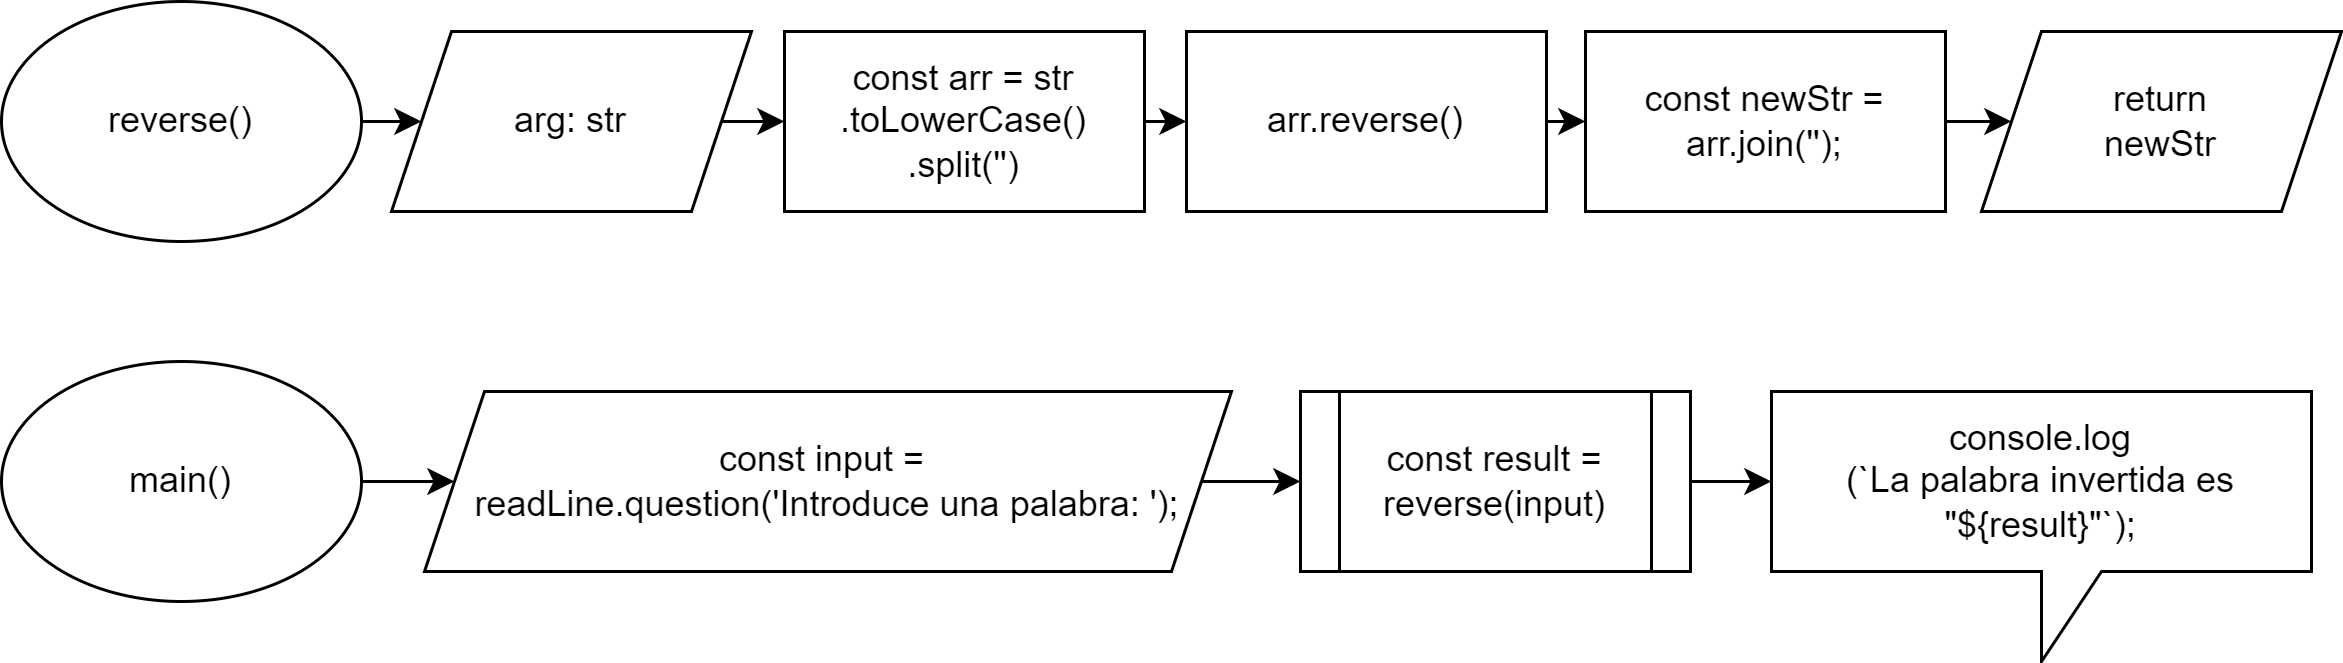 reverse()
arg: str
const arr = str
.toLowerCase()
.split('')
arr.reverse()
const newStr =
arr.join('');
return
newStr
main()
const input =
readLine.question('Introduce una palabra: ');
const result =
reverse(input)
console.log
(`La palabra invertida es
"${result}"`);